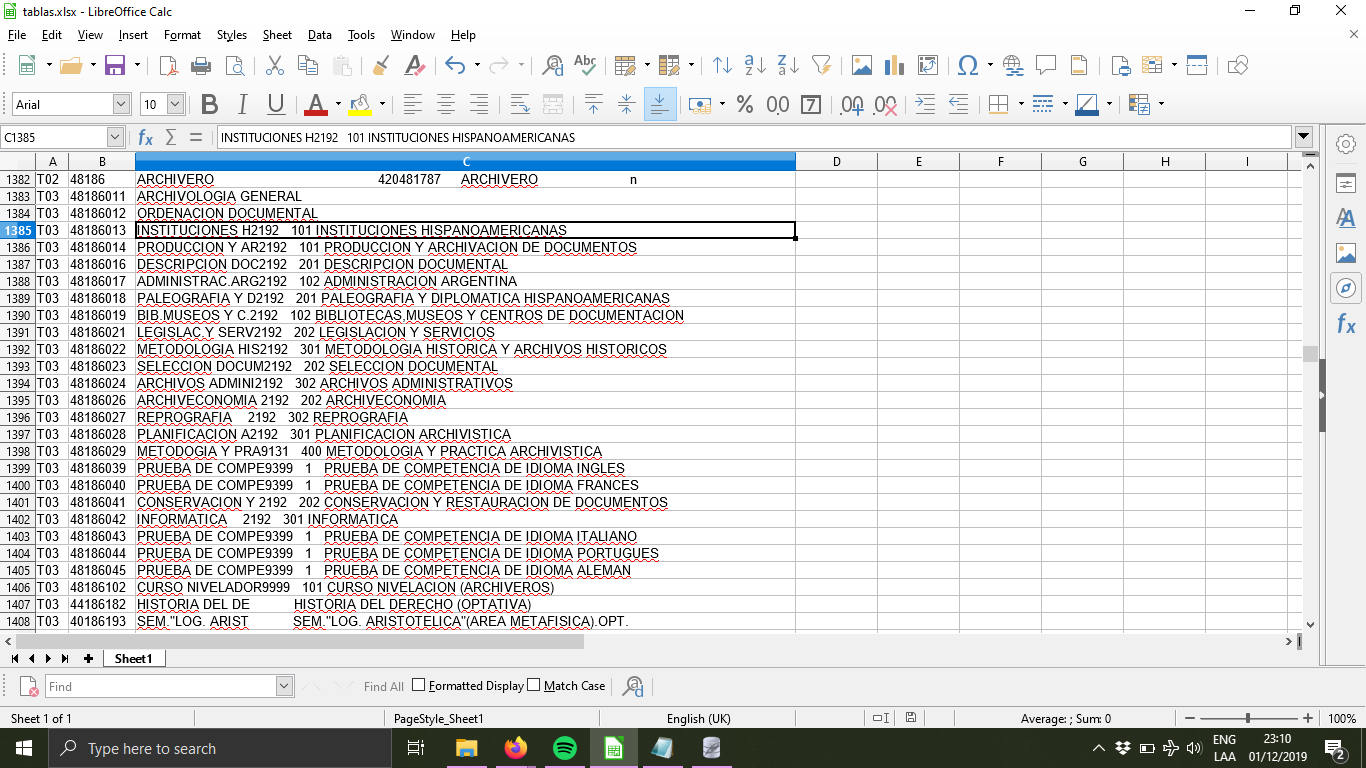 tablas.xlsx - LibreOffice Calc
File Edit View Insert Format Styles Sheet Data Tools Window Help
Arial 10
C1385 INSTITUCIONES H2192 101 INSTITUCIONES HISPANOAMERICANAS
A B C D E F G H I
1382 T02 48186 ARCHIVERO 420481787 ARCHIVERO n
1383 T03 48186011 ARCHIVOLOGIA GENERAL
1384 T03 48186012 ORDENACION DOCUMENTAL
1385 T03 48186013 INSTITUCIONES H2192 101 INSTITUCIONES HISPANOAMERICANAS
1386 T03 48186014 PRODUCCION Y AR2192 101 PRODUCCION Y ARCHIVACION DE DOCUMENTOS
1387 T03 48186016 DESCRIPCION DOC2192 201 DESCRIPCION DOCUMENTAL
1388 T03 48186017 ADMINISTRAC.ARG2192 102 ADMINISTRACION ARGENTINA
1389 T03 48186018 PALEOGRAFIA Y D2192 201 PALEOGRAFIA Y DIPLOMATICA HISPANOAMERICANAS
1390 T03 48186019 BIB.MUSEOS Y C.2192 102 BIBLIOTECAS,MUSEOS Y CENTROS DE DOCUMENTACION
1391 T03 48186021 LEGISLAC.Y SERV2192 202 LEGISLACION Y SERVICIOS
1392 T03 48186022 METODOLOGIA HIS2192 301 METODOLOGIA HISTORICA Y ARCHIVOS HISTORICOS
1393 T03 48186023 SELECCION DOCUM2192 202 SELECCION DOCUMENTAL
1394 T03 48186024 ARCHIVOS ADMINI2192 302 ARCHIVOS ADMINISTRATIVOS
1395 T03 48186026 ARCHIVECONOMIA 2192 202 ARCHIVECONOMIA
1396 T03 48186027 REPROGRAFIA 2192 302 REPROGRAFIA
1397 T03 48186028 PLANIFICACION A2192 301 PLANIFICACION ARCHIVISTICA
1398 T03 48186029 METODOGIA Y PRA9131 400 METODOLOGIA Y PRACTICA ARCHIVISTICA
1399 T03 48186039 PRUEBA DE COMPE9399 1 PRUEBA DE COMPETENCIA DE IDIOMA INGLES
1400 T03 48186040 PRUEBA DE COMPE9399 1 PRUEBA DE COMPETENCIA DE IDIOMA FRANCES
1401 T03 48186041 CONSERVACION Y 2192 202 CONSERVACION Y RESTAURACION DE DOCUMENTOS
1402 T03 48186042 INFORMATICA 2192 301 INFORMATICA
1403 T03 48186043 PRUEBA DE COMPE9399 1 PRUEBA DE COMPETENCIA DE IDIOMA ITALIANO
1404 T03 48186044 PRUEBA DE COMPE9399 1 PRUEBA DE COMPETENCIA DE IDIOMA PORTUGUES
1405 T03 48186045 PRUEBA DE COMPE9399 1 PRUEBA DE COMPETENCIA DE IDIOMA ALEMAN
1406 T03 48186102 CURSO NIVELADOR9999 101 CURSO NIVELACION (ARCHIVEROS)
1407 T03 44186182 HISTORIA DEL DE HISTORIA DEL DERECHO (OPTATIVA)
1408 T03 40186193 SEM."LOG. ARIST SEM."LOG. ARISTOTELICA"(AREA METAFISICA).OPT.
Sheet1
Find Find All Formatted Display Match Case
Sheet 1 of 1 PageStyle_Sheet1 English (UK) Average: ; Sum: 0 100%
Type here to search ENG 23:10
LAA 01/12/2019 2